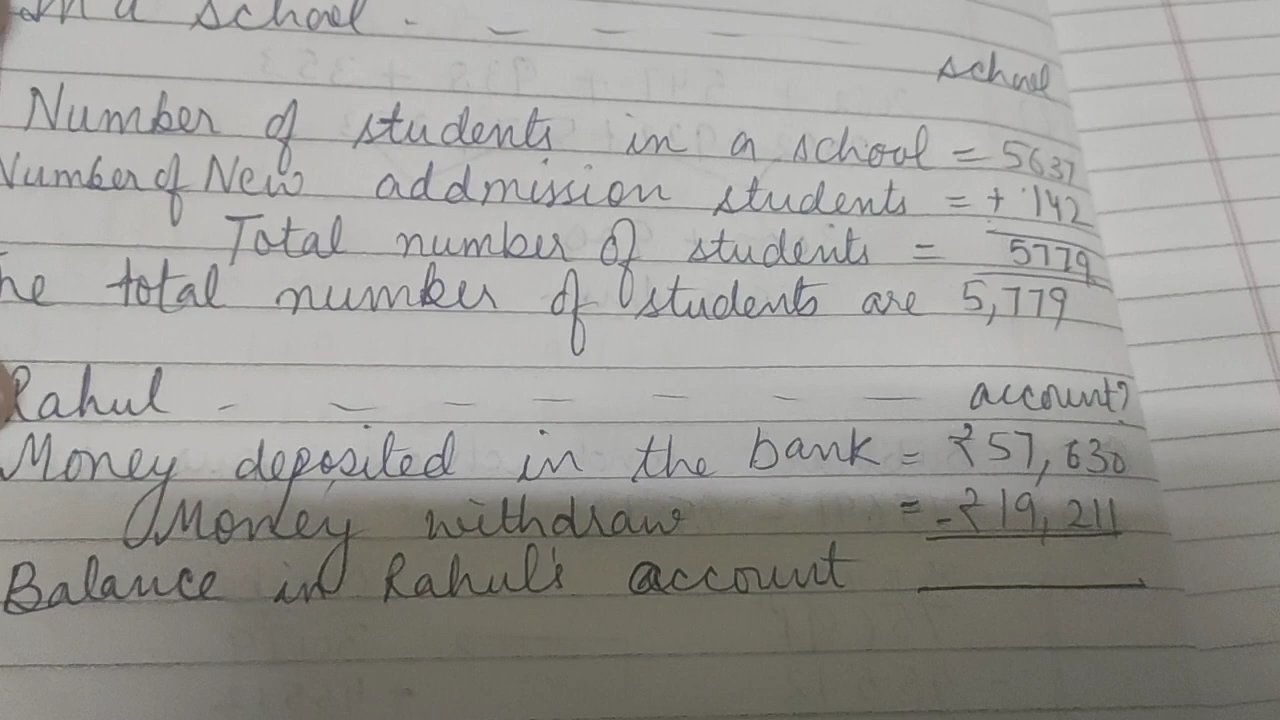 In a school - - - - -
school
Number of students in a school = 5637
Number of New addmission students = + 142
Total number of students = 5779
he total number of students are 5,779
Rahul - - - - - - - account?
Money deposited in the bank = ₹57,630
Money withdraw = -₹19,211
Balance in Rahul's account